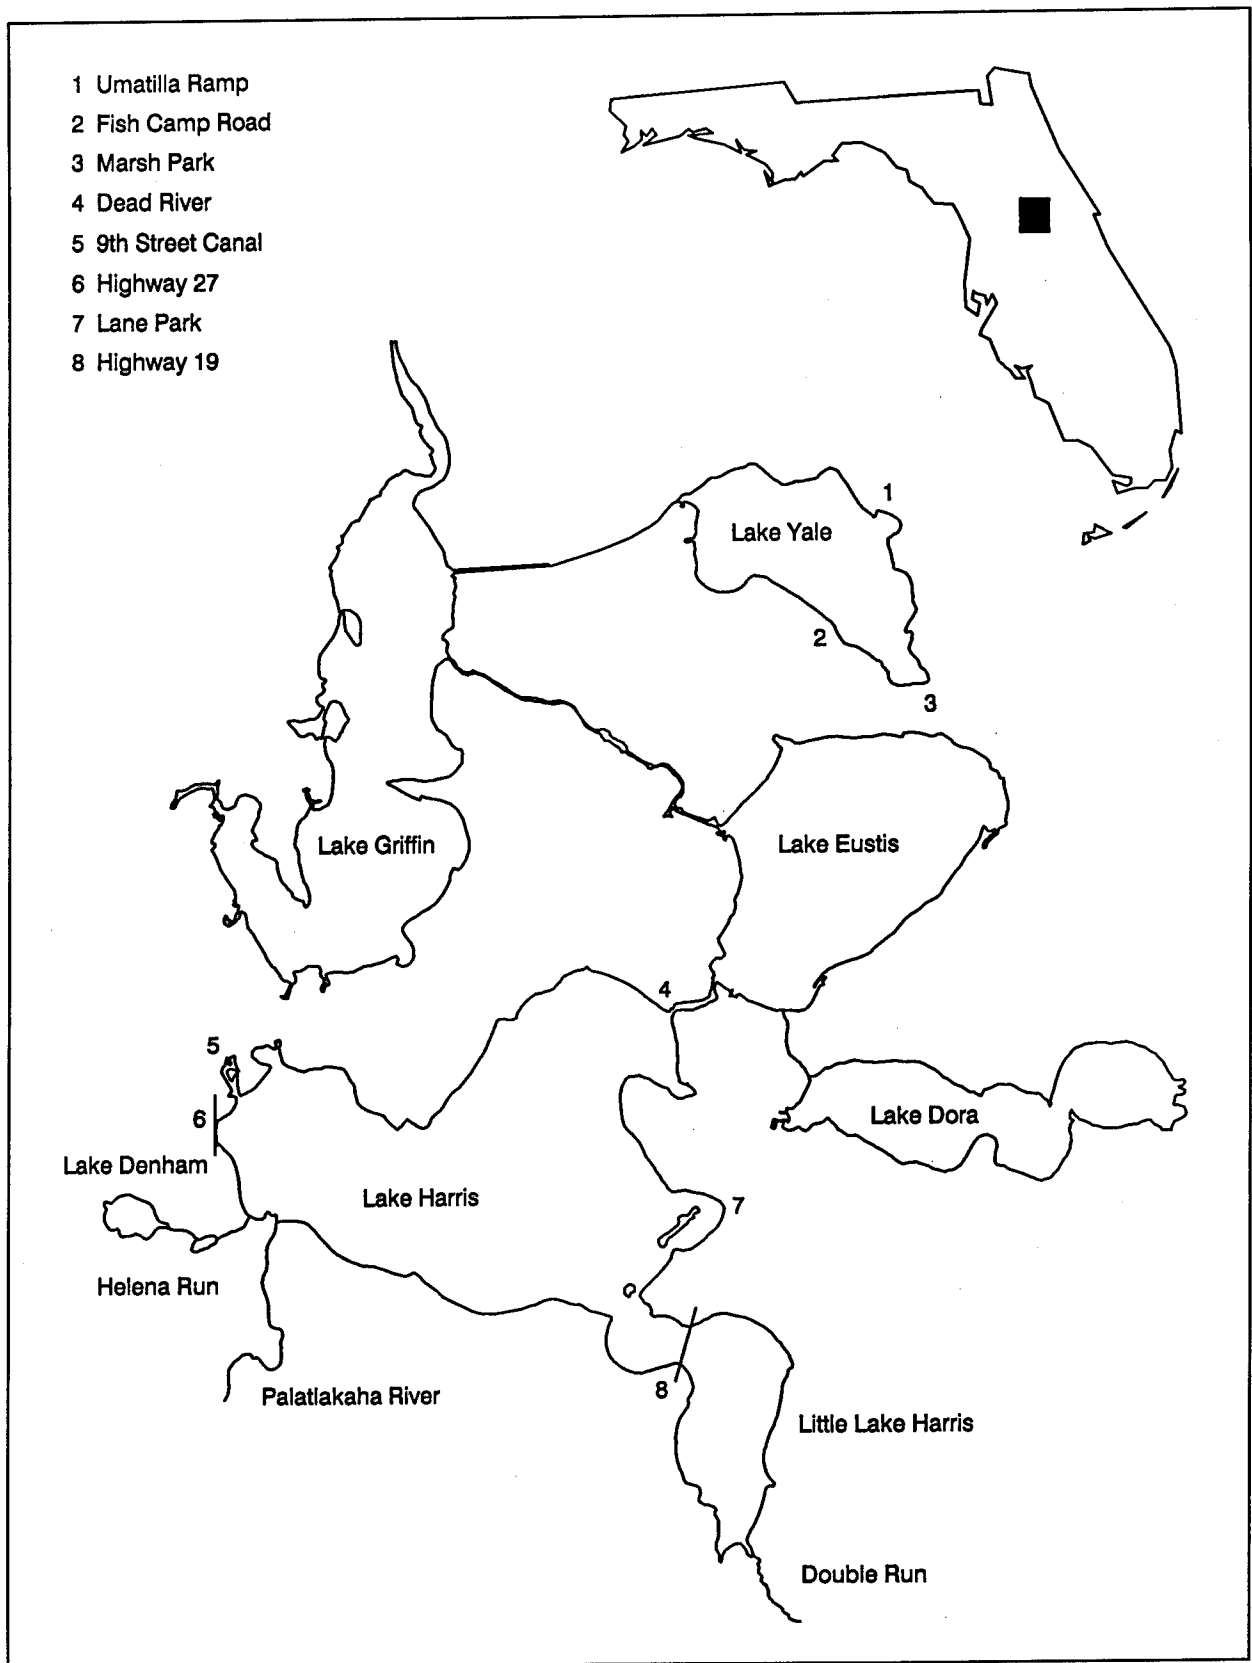 1 Umatilla Ramp
2 Fish Camp Road
3 Marsh Park
4 Dead River
5 9th Street Canal
6 Highway 27
7 Lane Park
8 Highway 19
1
Lake Yale
2
3
Lake Griffin
Lake Eustis
4
5
6
Lake Dora
Lake Denham
Lake Harris
7
Helena Run
8
Palatlakaha River
Little Lake Harris
Double Run